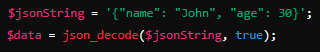 $jsonString = '{"name": "John", "age": 30}';
$data = json_decode($jsonString, true);